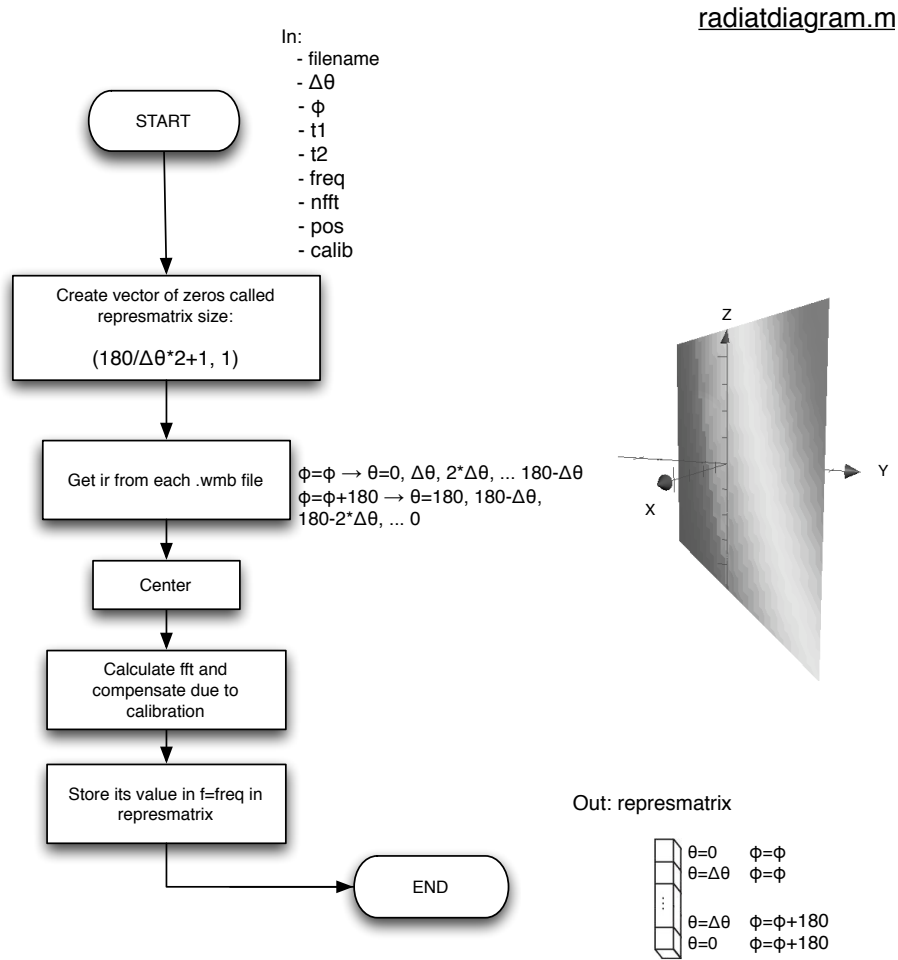 radiatdiagram.m
In:
- filename
- Δθ
- ϕ
- t1
- t2
- freq
- nfft
- pos
- calib
START
Create vector of zeros called
represmatrix size:
(180/Δθ*2+1, 1)
Get ir from each .wmb file
ϕ=ϕ → θ=0, Δθ, 2*Δθ, ... 180-Δθ
ϕ=ϕ+180 → θ=180, 180-Δθ,
180-2*Δθ, ... 0
Center
Calculate fft and
compensate due to
calibration
Store its value in f=freq in
represmatrix
END
Z
Y
X
Out: represmatrix
θ=0 ϕ=ϕ
θ=Δθ ϕ=ϕ
...
θ=Δθ ϕ=ϕ+180
θ=0 ϕ=ϕ+180